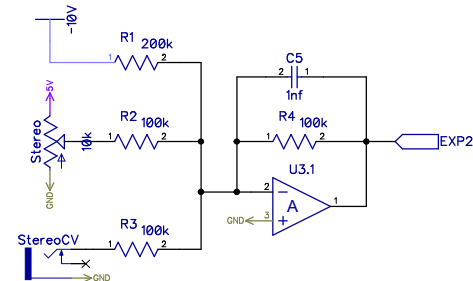 -10V
R1
200k
1
2
5V
Stereo
10k
GND
R2
100k
1
2
StereoCV
R3
100k
1
2
GND
C5
2
1
1nf
R4
100k
1
2
U3.1
2
3
1
A
GND
EXP2